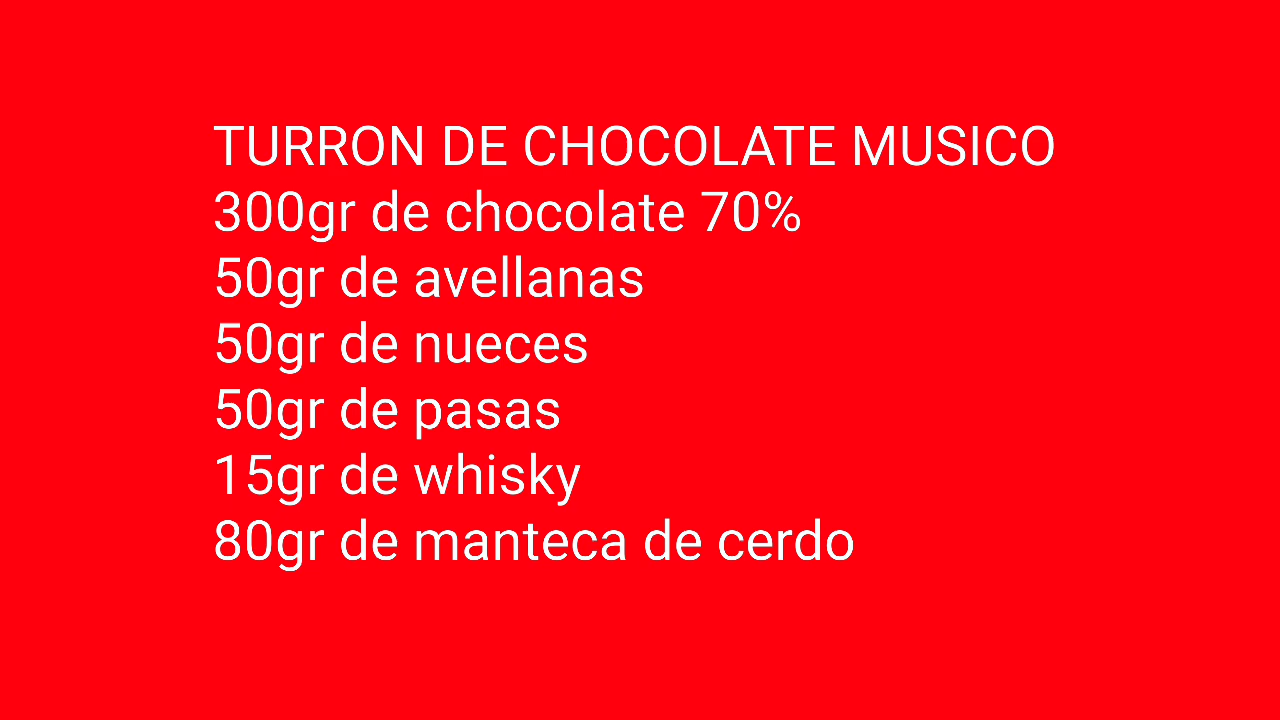 TURRON DE CHOCOLATE MUSICO
300gr de chocolate 70%
50gr de avellanas
50gr de nueces
50gr de pasas
15gr de whisky
80gr de manteca de cerdo